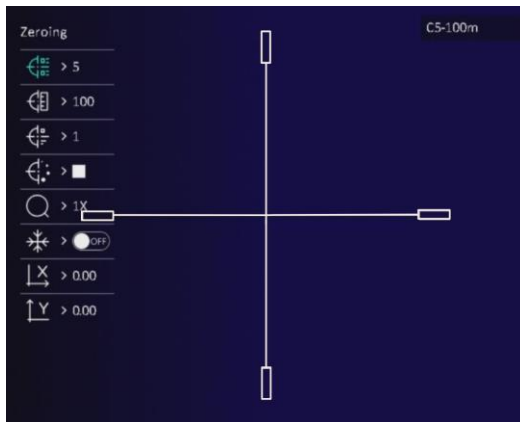 Zeroing
C5-100m
> 5
> 100
> 1
>
> 1X
> OFF
X > 0.00
Y > 0.00